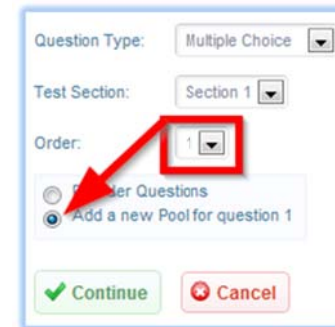 Question Type: Multiple Choice
Test Section: Section 1
Order: 1
Questions
Add a new Pool for question 1
Continue Cancel